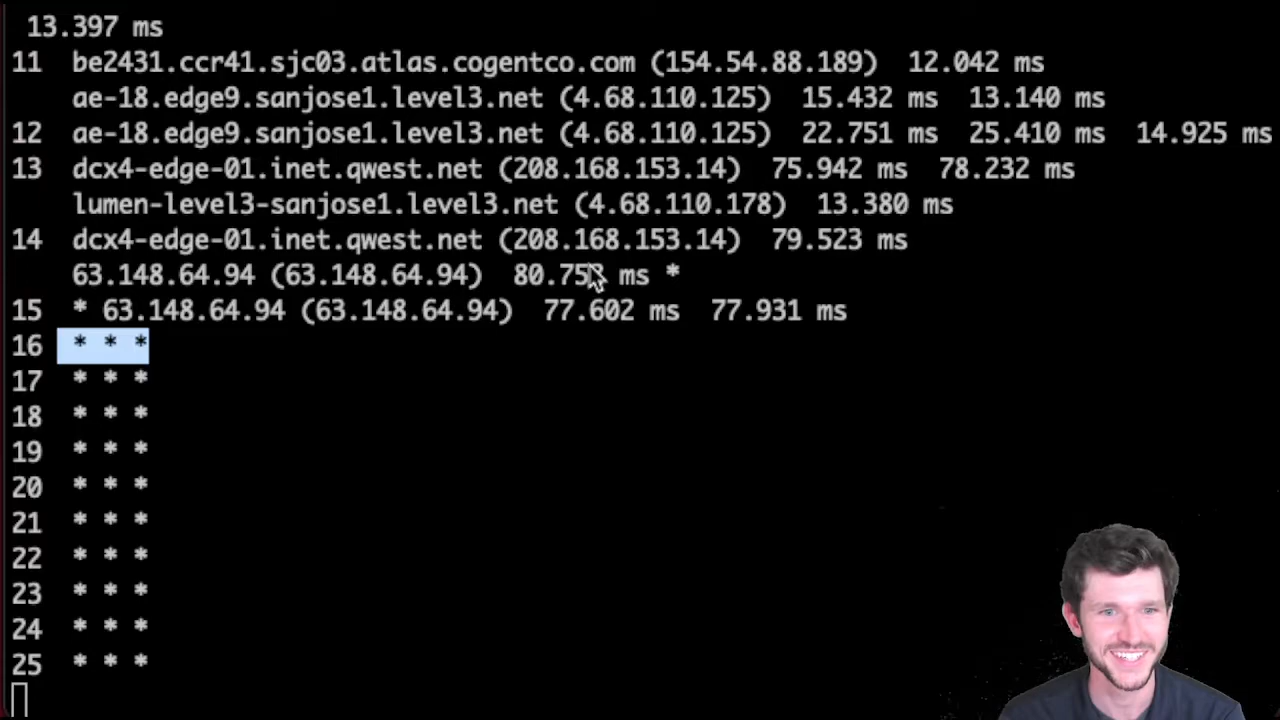 13.397 ms
11 be2431.ccr41.sjc03.atlas.cogentco.com (154.54.88.189) 12.042 ms
ae-18.edge9.sanjose1.level3.net (4.68.110.125) 15.432 ms 13.140 ms
12 ae-18.edge9.sanjose1.level3.net (4.68.110.125) 22.751 ms 25.410 ms 14.925 ms
13 dcx4-edge-01.inet.qwest.net (208.168.153.14) 75.942 ms 78.232 ms
lumen-level3-sanjose1.level3.net (4.68.110.178) 13.380 ms
14 dcx4-edge-01.inet.qwest.net (208.168.153.14) 79.523 ms
63.148.64.94 (63.148.64.94) ms *
15 * 63.148.64.94 (63.148.64.94) 77.602 ms 77.931 ms
16 * * *
17 * * *
18 * * *
19 * * *
20 * * *
21 * * *
22 * * *
23 * * *
24 * * *
25 * * *